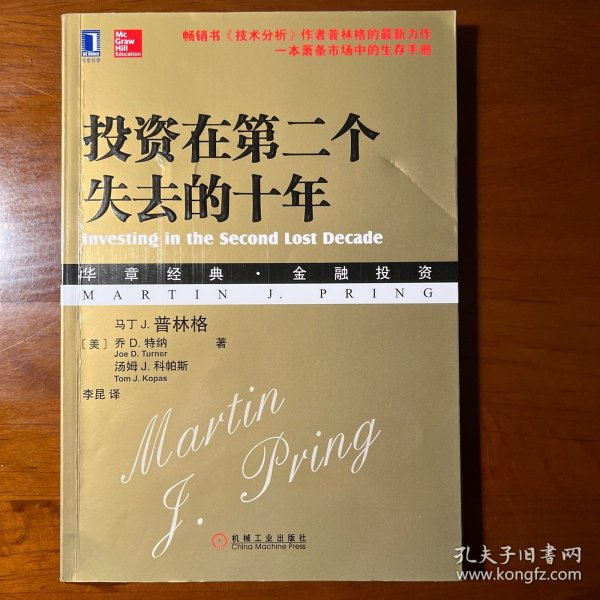 华章经管
Mc
Graw
Hill
Education
畅销书《技术分析》作者普林格的最新力作
一本萧条市场中的生存手册
投资在第二个
失去的十年
Investing in the Second Lost Decade
华章经典·金融投资
MARTIN J. PRING
马丁 J. 普林格
[美] 乔 D. 特纳 著
Joe D. Turner
汤姆 J. 科帕斯
Tom J. Kopas
李昆 译
Martin
J. Pring
机械工业出版社
China Machine Press
孔夫子旧书网
www.kongfz.com